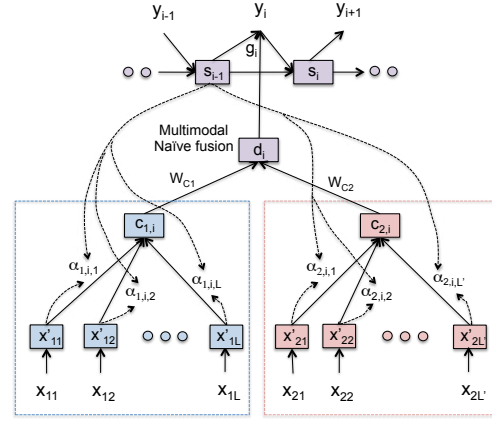 y_{i-1} y_i y_{i+1}
g_i
s_{i-1} s_i
Multimodal
Naïve fusion
d_i
W_{C1} W_{C2}
c_{1,i} c_{2,i}
α_{1,i,1} α_{1,i,2} α_{1,i,L} α_{2,i,1} α_{2,i,2} α_{2,i,L'}
x'_{11} x'_{12} x'_{1L} x'_{21} x'_{22} x'_{2L'}
x_{11} x_{12} x_{1L} x_{21} x_{22} x_{2L'}